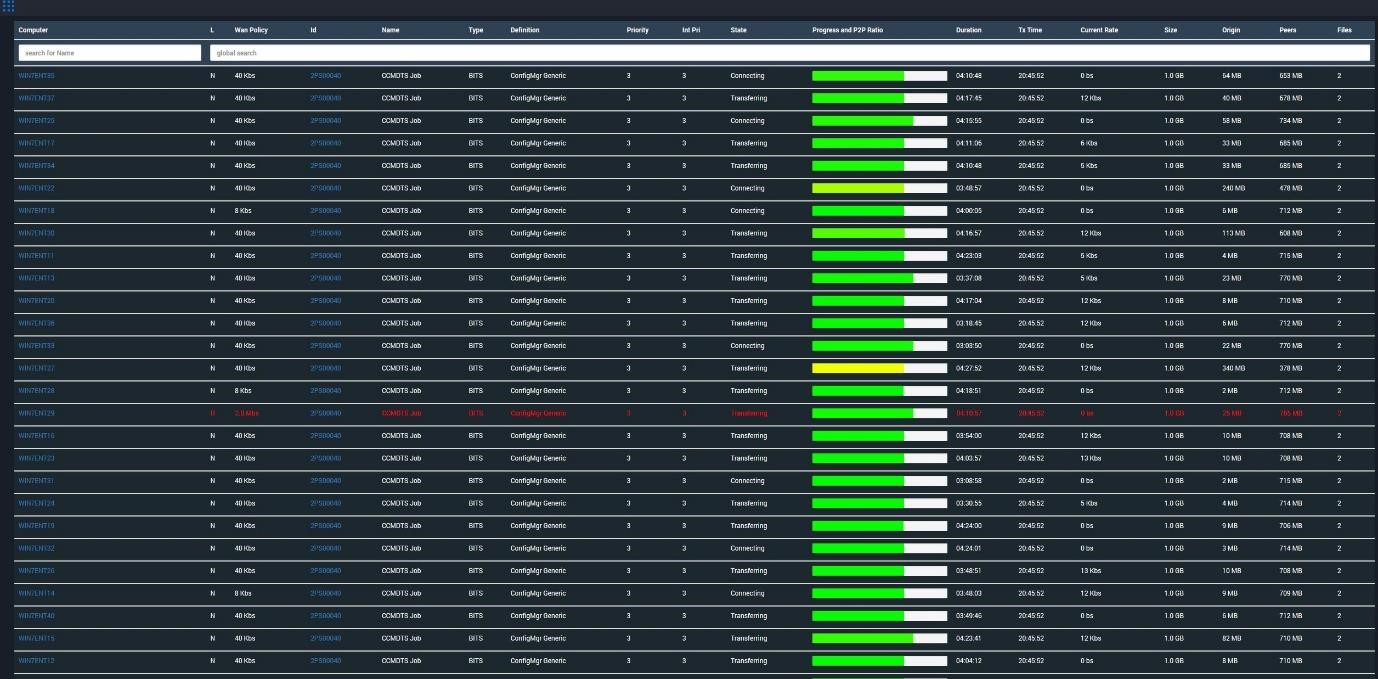 Computer L Wan Policy Id Name Type Definition Priority Int Pri State Progress and P2P Ratio Duration Tx Time Current Rate Size Origin Peers Files
search for Name global search
WIN7ENT35 N 40 Kbs 2PS00040 CCMDTS Job BITS ConfigMgr Generic 3 3 Connecting 04:10:48 20:45:52 0 bs 1.0 GB 64 MB 653 MB 2
WIN7ENT37 N 40 Kbs 2PS00040 CCMDTS Job BITS ConfigMgr Generic 3 3 Transferring 04:17:45 20:45:52 12 Kbs 1.0 GB 40 MB 678 MB 2
WIN7ENT25 N 40 Kbs 2PS00040 CCMDTS Job BITS ConfigMgr Generic 3 3 Connecting 04:15:55 20:45:52 0 bs 1.0 GB 58 MB 734 MB 2
WIN7ENT17 N 40 Kbs 2PS00040 CCMDTS Job BITS ConfigMgr Generic 3 3 Transferring 04:11:06 20:45:52 6 Kbs 1.0 GB 33 MB 685 MB 2
WIN7ENT34 N 40 Kbs 2PS00040 CCMDTS Job BITS ConfigMgr Generic 3 3 Transferring 04:10:48 20:45:52 5 Kbs 1.0 GB 33 MB 685 MB 2
WIN7ENT22 N 40 Kbs 2PS00040 CCMDTS Job BITS ConfigMgr Generic 3 3 Connecting 03:48:57 20:45:52 0 bs 1.0 GB 240 MB 478 MB 2
WIN7ENT18 N 8 Kbs 2PS00040 CCMDTS Job BITS ConfigMgr Generic 3 3 Connecting 04:00:05 20:45:52 0 bs 1.0 GB 6 MB 712 MB 2
WIN7ENT30 N 40 Kbs 2PS00040 CCMDTS Job BITS ConfigMgr Generic 3 3 Transferring 04:16:57 20:45:52 12 Kbs 1.0 GB 113 MB 608 MB 2
WIN7ENT11 N 40 Kbs 2PS00040 CCMDTS Job BITS ConfigMgr Generic 3 3 Transferring 04:23:03 20:45:52 5 Kbs 1.0 GB 4 MB 715 MB 2
WIN7ENT13 N 40 Kbs 2PS00040 CCMDTS Job BITS ConfigMgr Generic 3 3 Transferring 03:37:08 20:45:52 5 Kbs 1.0 GB 23 MB 770 MB 2
WIN7ENT20 N 40 Kbs 2PS00040 CCMDTS Job BITS ConfigMgr Generic 3 3 Transferring 04:17:04 20:45:52 12 Kbs 1.0 GB 8 MB 710 MB 2
WIN7ENT36 N 40 Kbs 2PS00040 CCMDTS Job BITS ConfigMgr Generic 3 3 Transferring 03:18:45 20:45:52 12 Kbs 1.0 GB 6 MB 712 MB 2
WIN7ENT33 N 40 Kbs 2PS00040 CCMDTS Job BITS ConfigMgr Generic 3 3 Connecting 03:03:50 20:45:52 0 bs 1.0 GB 22 MB 770 MB 2
WIN7ENT27 N 40 Kbs 2PS00040 CCMDTS Job BITS ConfigMgr Generic 3 3 Transferring 04:27:52 20:45:52 12 Kbs 1.0 GB 340 MB 378 MB 2
WIN7ENT28 N 8 Kbs 2PS00040 CCMDTS Job BITS ConfigMgr Generic 3 3 Transferring 04:18:51 20:45:52 0 bs 1.0 GB 2 MB 712 MB 2
WIN7ENT29 R 2.0 Mbs 2PS00040 CCMDTS Job BITS ConfigMgr Generic 3 3 Transferring 04:10:57 20:45:52 0 bs 1.0 GB 25 MB 765 MB 2
WIN7ENT16 N 40 Kbs 2PS00040 CCMDTS Job BITS ConfigMgr Generic 3 3 Transferring 03:54:00 20:45:52 12 Kbs 1.0 GB 10 MB 708 MB 2
WIN7ENT23 N 40 Kbs 2PS00040 CCMDTS Job BITS ConfigMgr Generic 3 3 Transferring 04:03:57 20:45:52 13 Kbs 1.0 GB 10 MB 708 MB 2
WIN7ENT31 N 40 Kbs 2PS00040 CCMDTS Job BITS ConfigMgr Generic 3 3 Connecting 03:08:58 20:45:52 0 bs 1.0 GB 2 MB 715 MB 2
WIN7ENT24 N 40 Kbs 2PS00040 CCMDTS Job BITS ConfigMgr Generic 3 3 Transferring 03:30:55 20:45:52 5 Kbs 1.0 GB 4 MB 714 MB 2
WIN7ENT19 N 40 Kbs 2PS00040 CCMDTS Job BITS ConfigMgr Generic 3 3 Transferring 04:24:00 20:45:52 0 bs 1.0 GB 9 MB 706 MB 2
WIN7ENT32 N 40 Kbs 2PS00040 CCMDTS Job BITS ConfigMgr Generic 3 3 Connecting 04:24:01 20:45:52 0 bs 1.0 GB 3 MB 714 MB 2
WIN7ENT26 N 40 Kbs 2PS00040 CCMDTS Job BITS ConfigMgr Generic 3 3 Transferring 03:48:51 20:45:52 13 Kbs 1.0 GB 10 MB 708 MB 2
WIN7ENT14 N 8 Kbs 2PS00040 CCMDTS Job BITS ConfigMgr Generic 3 3 Connecting 03:48:03 20:45:52 12 Kbs 1.0 GB 9 MB 709 MB 2
WIN7ENT40 N 40 Kbs 2PS00040 CCMDTS Job BITS ConfigMgr Generic 3 3 Transferring 03:49:46 20:45:52 0 bs 1.0 GB 6 MB 712 MB 2
WIN7ENT15 N 40 Kbs 2PS00040 CCMDTS Job BITS ConfigMgr Generic 3 3 Transferring 04:23:41 20:45:52 12 Kbs 1.0 GB 82 MB 710 MB 2
WIN7ENT12 N 40 Kbs 2PS00040 CCMDTS Job BITS ConfigMgr Generic 3 3 Transferring 04:04:12 20:45:52 0 bs 1.0 GB 8 MB 710 MB 2